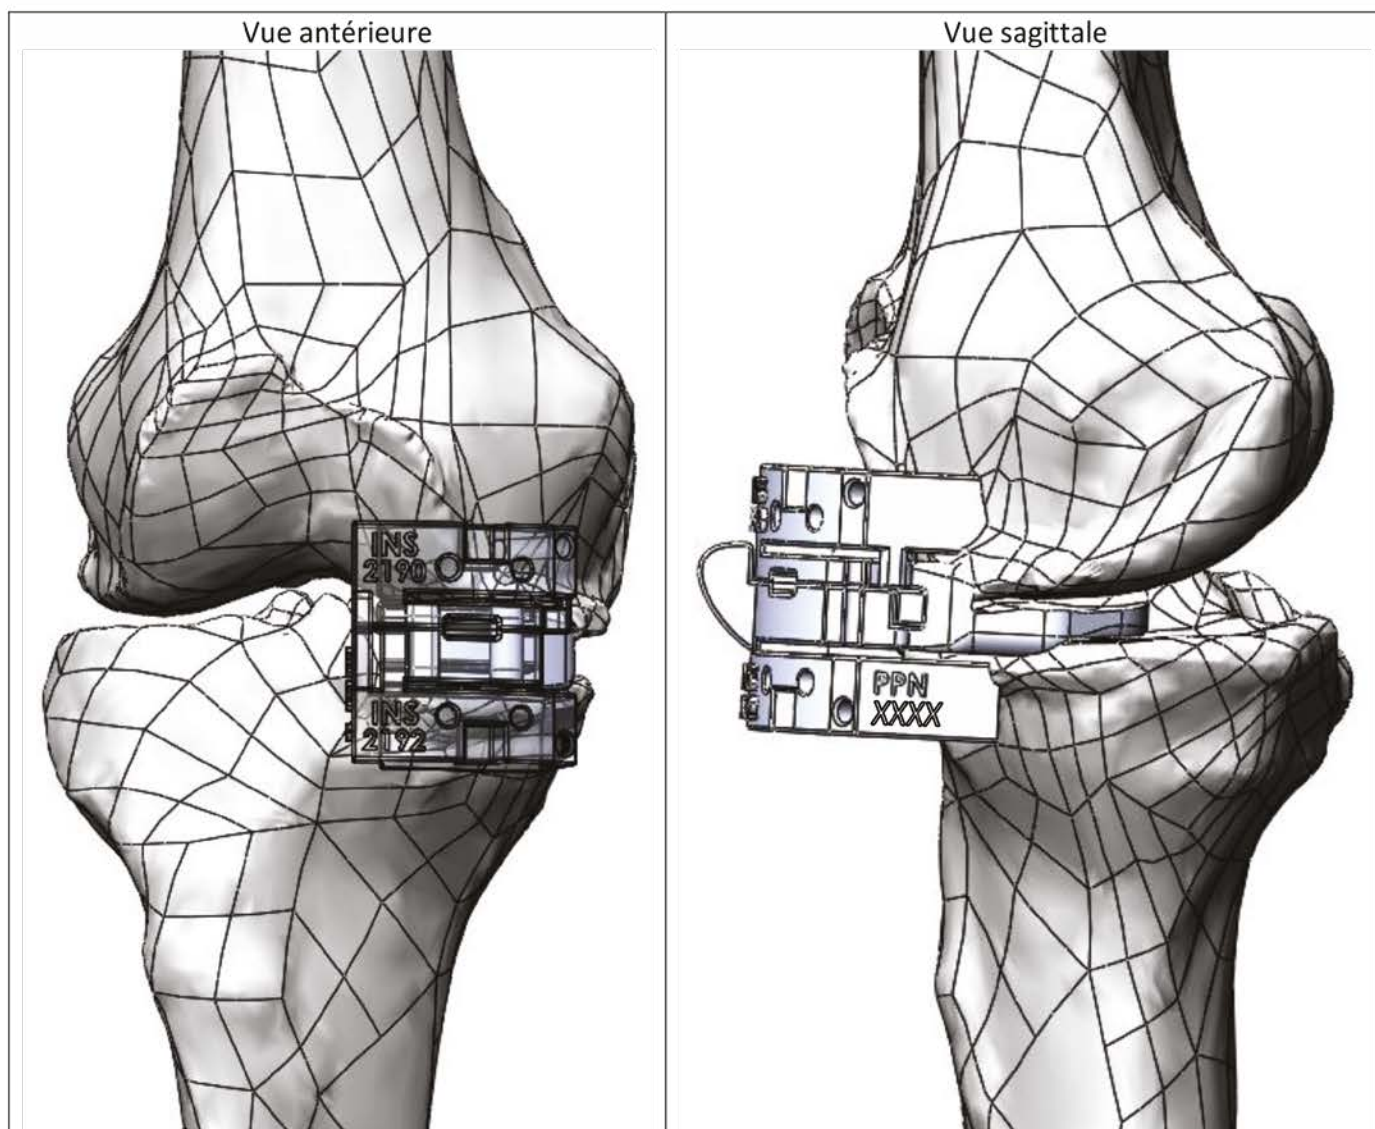 Vue antérieure
Vue sagittale
INS
2190
INS
2192
PPN
XXXX